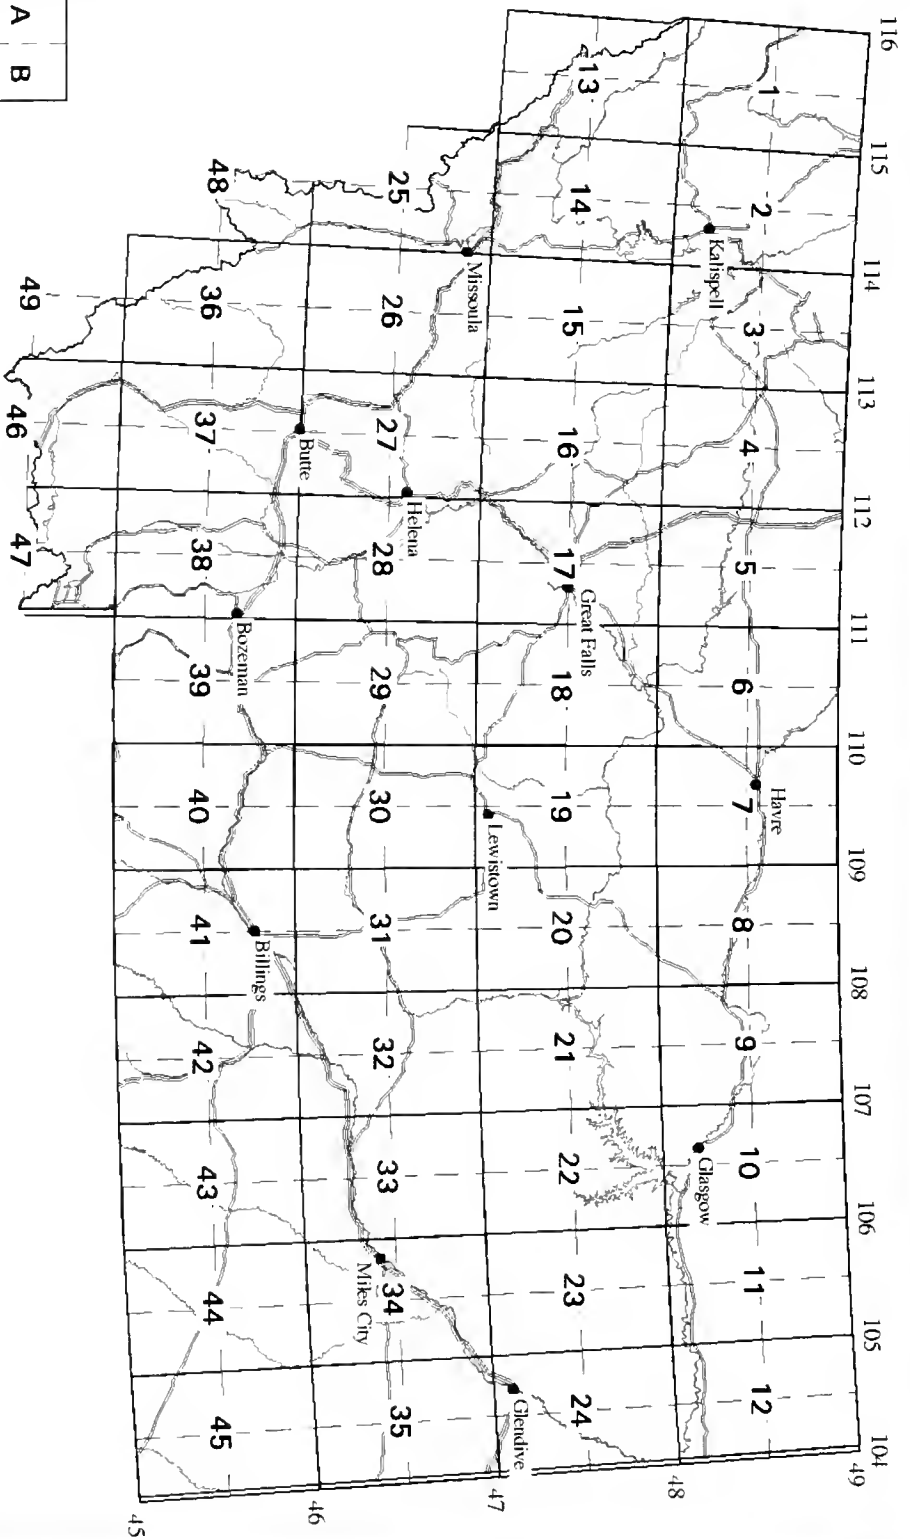 116 115 114 113 112 111 110 109 108 107 106 105 104
49
1 2 3 4 5 6 7 8 9 10 11 12
Havre
Kalispell
Glasgow
48
13 14 15 16 17 18 19 20 21 22 23 24
Great Falls
Glendive
47
Missoula
Lewistown
Helena
25 26 27 28 29 30 31 32 33 34 35
Miles City
46
Butte
Billings
Bozeman
48 36 37 38 39 40 41 42 43 44 45
45
49 46 47
A B